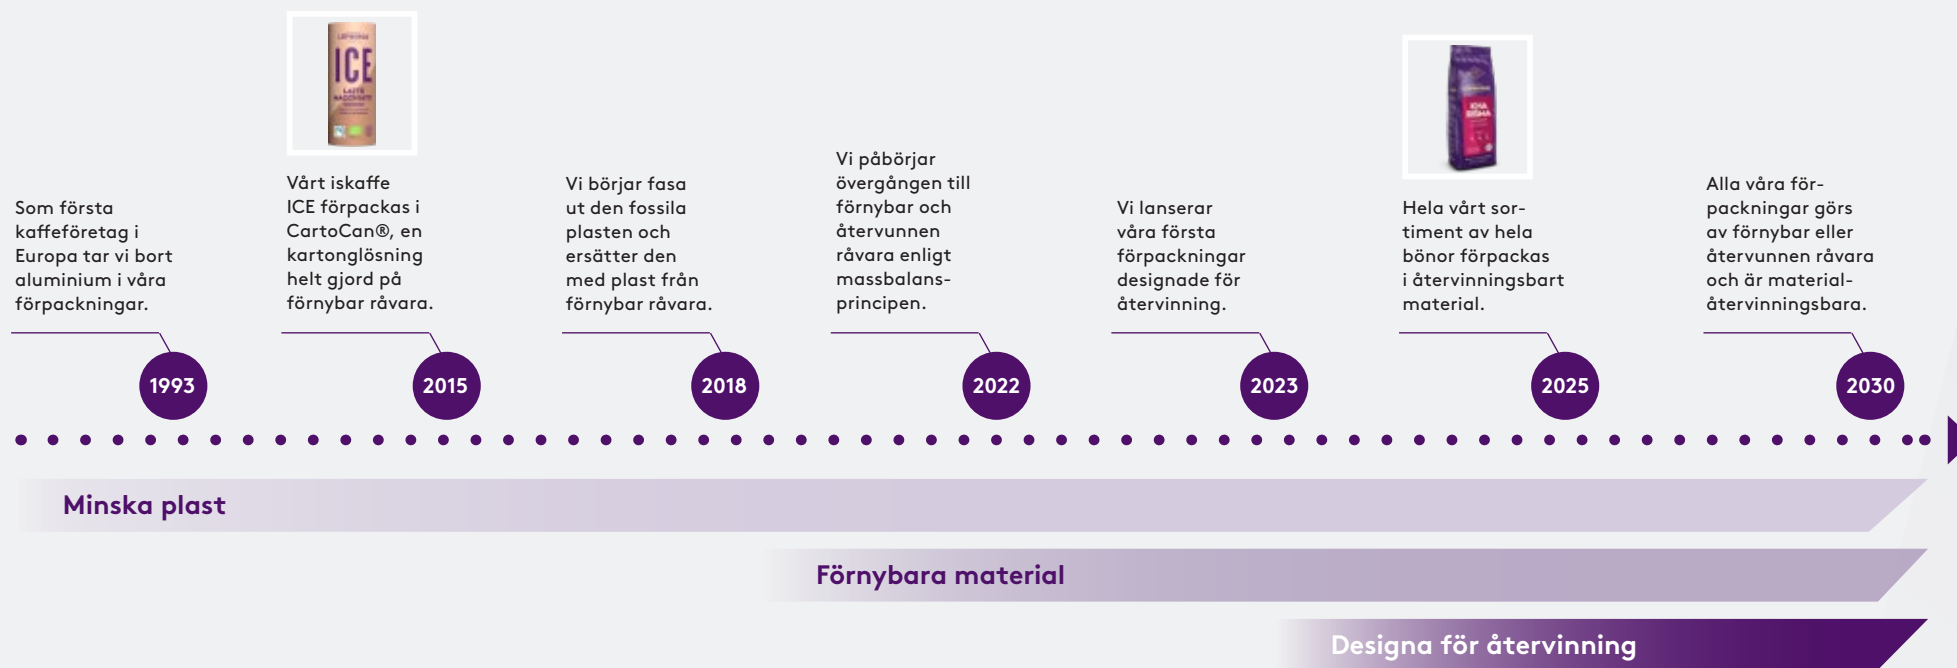 Som första
kaffeföretag i
Europa tar vi bort
aluminium i våra
förpackningar.
1993
ICE
Vårt iskaffe
ICE förpackas i
CartoCan®, en
kartonglösning
helt gjord på
förnybar råvara.
2015
Vi börjar fasa
ut den fossila
plasten och
ersätter den
med plast från
förnybar råvara.
2018
Vi påbörjar
övergången till
förnybar och
återvunnen
råvara enligt
massbalans-
principen.
2022
Vi lanserar
våra första
förpackningar
designade för
återvinning.
2023
Hela vårt sor-
timent av hela
bönor förpackas
i återvinningsbart
material.
2025
Alla våra för-
packningar görs
av förnybar eller
återvunnen råvara
och är material-
återvinningsbara.
2030
Minska plast
Förnybara material
Designa för återvinning